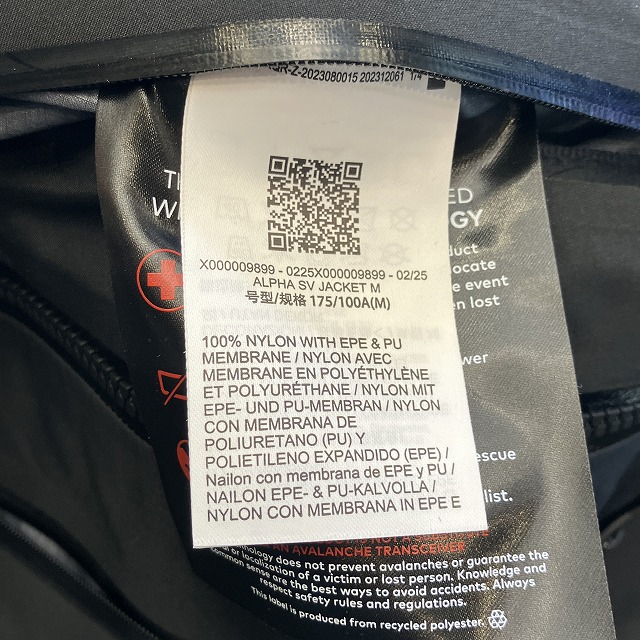 R-Z-2023080015 202312061 1/4
X000009899 - 0225X000009899 - 02/25
ALPHA SV JACKET M
号型/规格 175/100A(M)
100% NYLON WITH EPE & PU
MEMBRANE / NYLON AVEC
MEMBRANE EN POLYÉTHYLÈNE
ET POLYURÉTHANE / NYLON MIT
EPE- UND PU-MEMBRAN / NYLON
CON MEMBRANA DE
POLIURETANO (PU) Y
POLIETILENO EXPANDIDO (EPE) /
Nailon con membrana de EPE y PU /
NAILON EPE- & PU-KALVOLLA /
NYLON CON MEMBRANA IN EPE E
ED
GY
duct
locate
e event
en lost
wer
escue
list.
AN AVALANCHE TRANSCEIVER
nology does not prevent avalanches or guarantee the
or localization of a victim or lost person. Knowledge and
common sense are the best ways to avoid accidents. Always
respect safety rules and regulations.
This label is produced from recycled polyester.